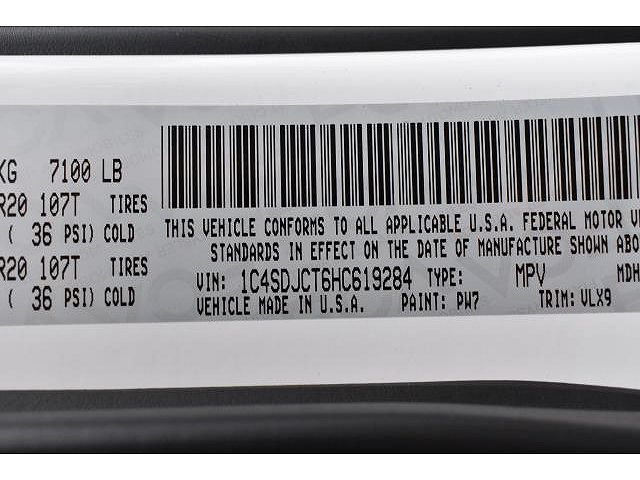 KG 7100 LB
R20 107T TIRES
( 36 PSI) COLD
R20 107T TIRES
( 36 PSI) COLD
THIS VEHICLE CONFORMS TO ALL APPLICABLE U.S.A. FEDERAL MOTOR
STANDARDS IN EFFECT ON THE DATE OF MANUFACTURE SHOWN ABO
VIN: 1C4SDJCT6HC619284 TYPE: MPV MDH
VEHICLE MADE IN U.S.A. PAINT: PW7 TRIM: VLX9